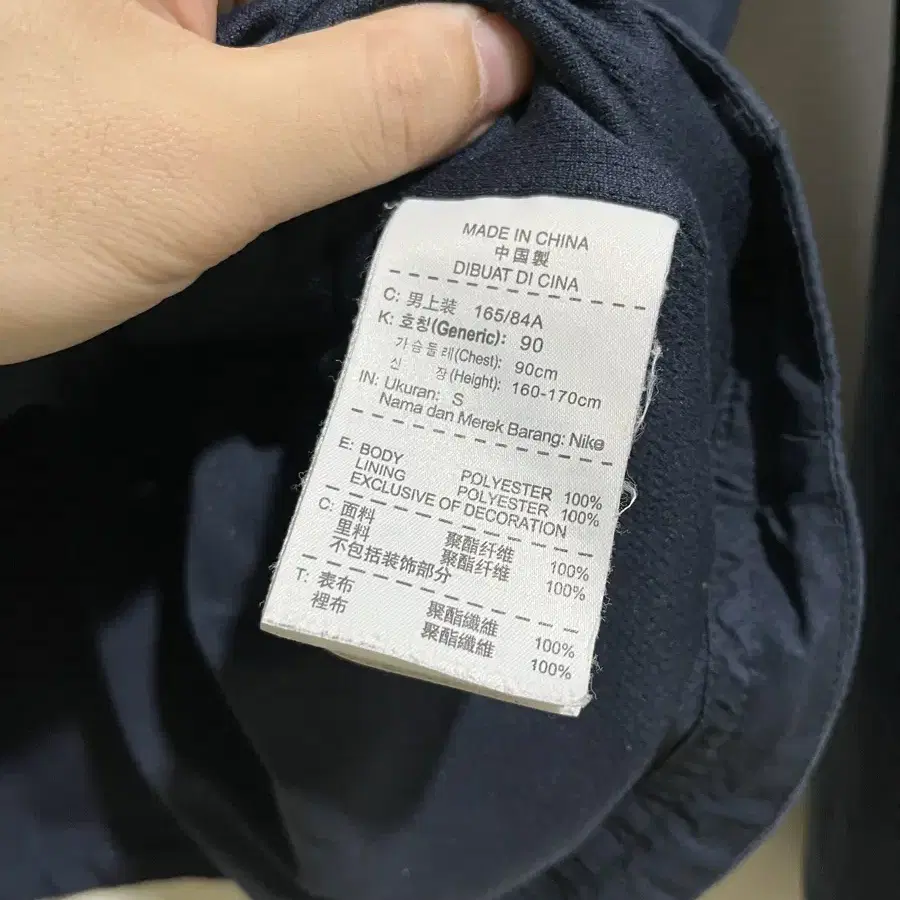 MADE IN CHINA
中国製
DIBUAT DI CINA
C: 男上装 165/84A
K: 호칭(Generic): 90
가슴둘레(Chest): 90cm
신 장(Height): 160-170cm
IN: Ukuran: S
Nama dan Merek Barang: Nike
E: BODY POLYESTER 100%
LINING POLYESTER 100%
EXCLUSIVE OF DECORATION
C: 面料 聚酯纤维 100%
里料 聚酯纤维 100%
不包括装饰部分
T: 表布 聚酯纖維 100%
裡布 聚酯纖維 100%